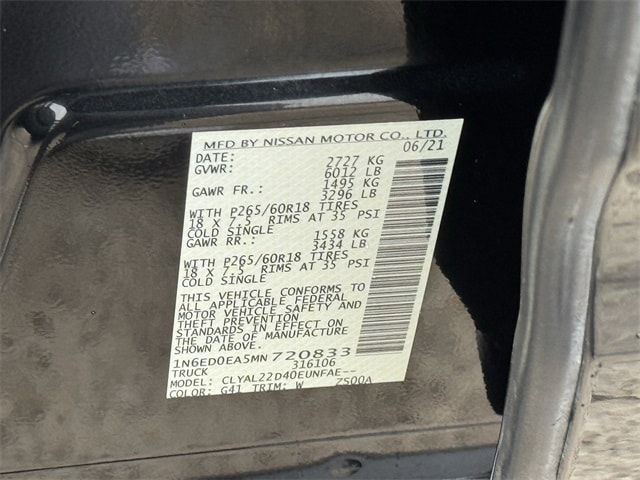 MFD BY NISSAN MOTOR CO., LTD.
DATE: 06/21
GVWR: 2727 KG
6012 LB
GAWR FR.: 1495 KG
3296 LB
WITH P265/60R18 TIRES
18 X 7.5 RIMS AT 35 PSI
COLD SINGLE
GAWR RR.: 1558 KG
3434 LB
WITH P265/60R18 TIRES
18 X 7.5 RIMS AT 35 PSI
COLD SINGLE
THIS VEHICLE CONFORMS TO
ALL APPLICABLE FEDERAL
MOTOR VEHICLE SAFETY AND
THEFT PREVENTION
STANDARDS IN EFFECT ON
THE DATE OF MANUFACTURE
SHOWN ABOVE.
1N6ED0EA5MN 720833
TRUCK 316106
MODEL: CLYAL22D40EUNFAE--
COLOR: G41 TRIM: W 7S00A